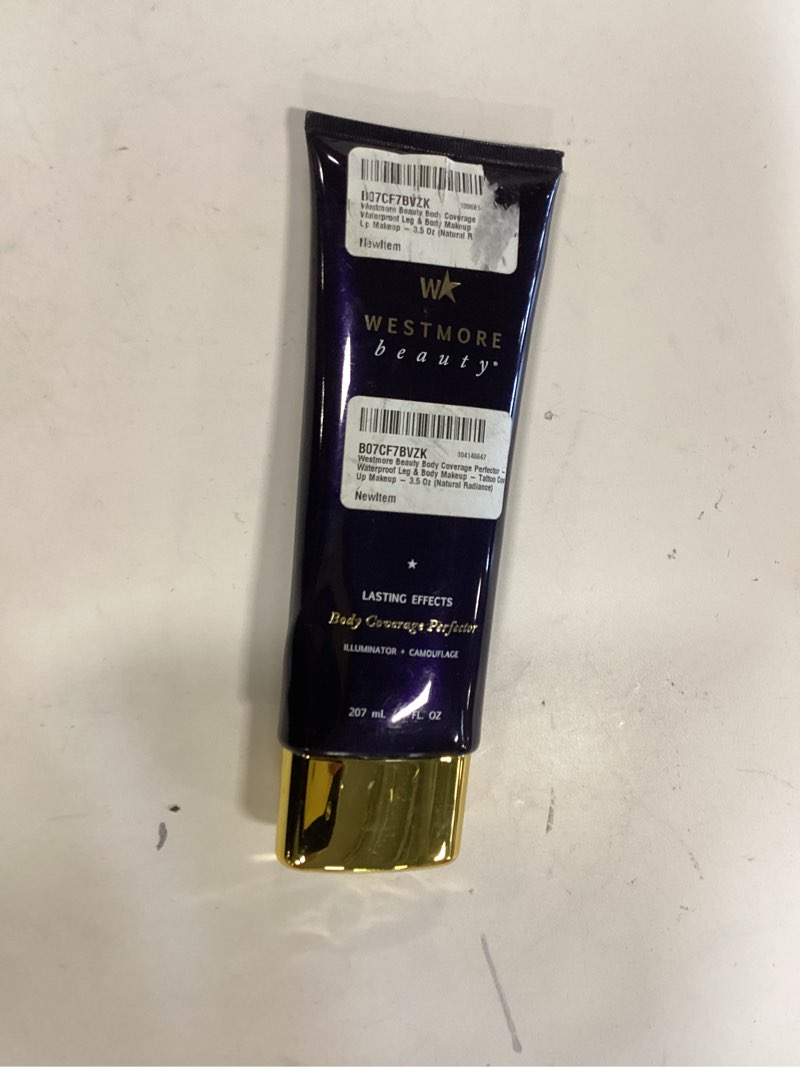 B07CF7BVZK
Westmore Beauty Body Coverage
Waterproof Leg & Body Makeup
Up Makeup – 3.5 Oz (Natural R
NewItem
W
WESTMORE
beauty
B07CF7BVZK 104146647
Westmore Beauty Body Coverage Perfector –
Waterproof Leg & Body Makeup – Tattoo Cov
Up Makeup – 3.5 Oz (Natural Radiance)
NewItem
LASTING EFFECTS
Body Coverage Perfector
ILLUMINATOR + CAMOUFLAGE
207 mL FL. OZ